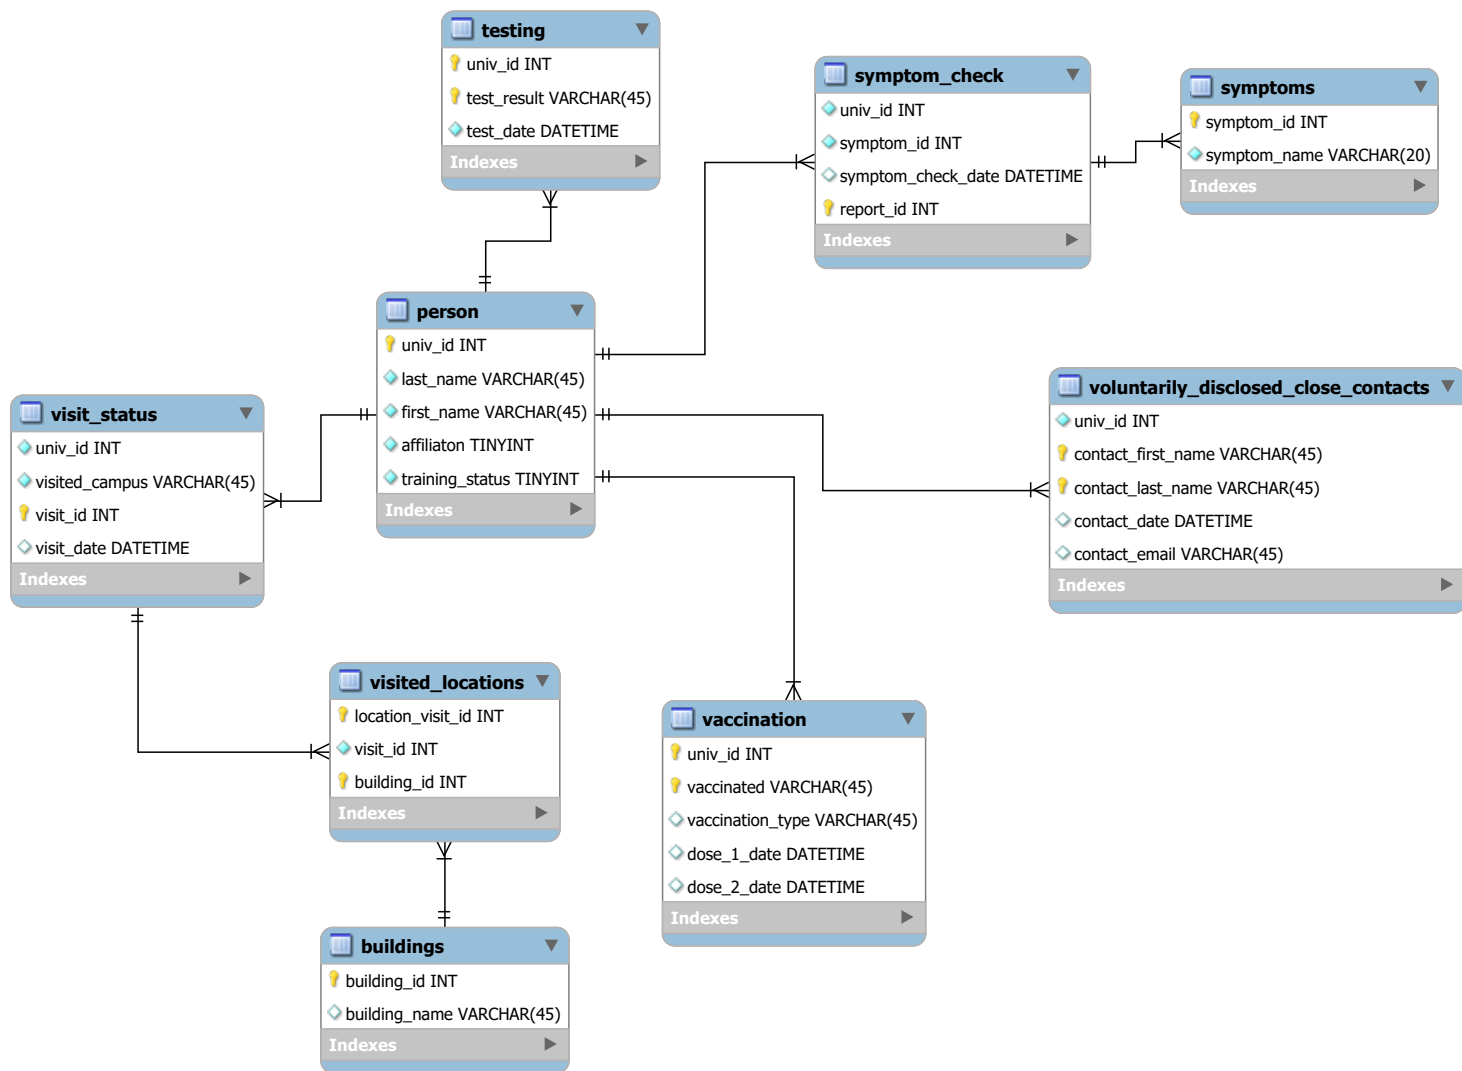 testing
univ_id INT
test_result VARCHAR(45)
test_date DATETIME
Indexes
symptom_check
univ_id INT
symptom_id INT
symptom_check_date DATETIME
report_id INT
Indexes
symptoms
symptom_id INT
symptom_name VARCHAR(20)
Indexes
person
univ_id INT
last_name VARCHAR(45)
first_name VARCHAR(45)
affiliaton TINYINT
training_status TINYINT
Indexes
visit_status
univ_id INT
visited_campus VARCHAR(45)
visit_id INT
visit_date DATETIME
Indexes
voluntarily_disclosed_close_contacts
univ_id INT
contact_first_name VARCHAR(45)
contact_last_name VARCHAR(45)
contact_date DATETIME
contact_email VARCHAR(45)
Indexes
visited_locations
location_visit_id INT
visit_id INT
building_id INT
Indexes
vaccination
univ_id INT
vaccinated VARCHAR(45)
vaccination_type VARCHAR(45)
dose_1_date DATETIME
dose_2_date DATETIME
Indexes
buildings
building_id INT
building_name VARCHAR(45)
Indexes